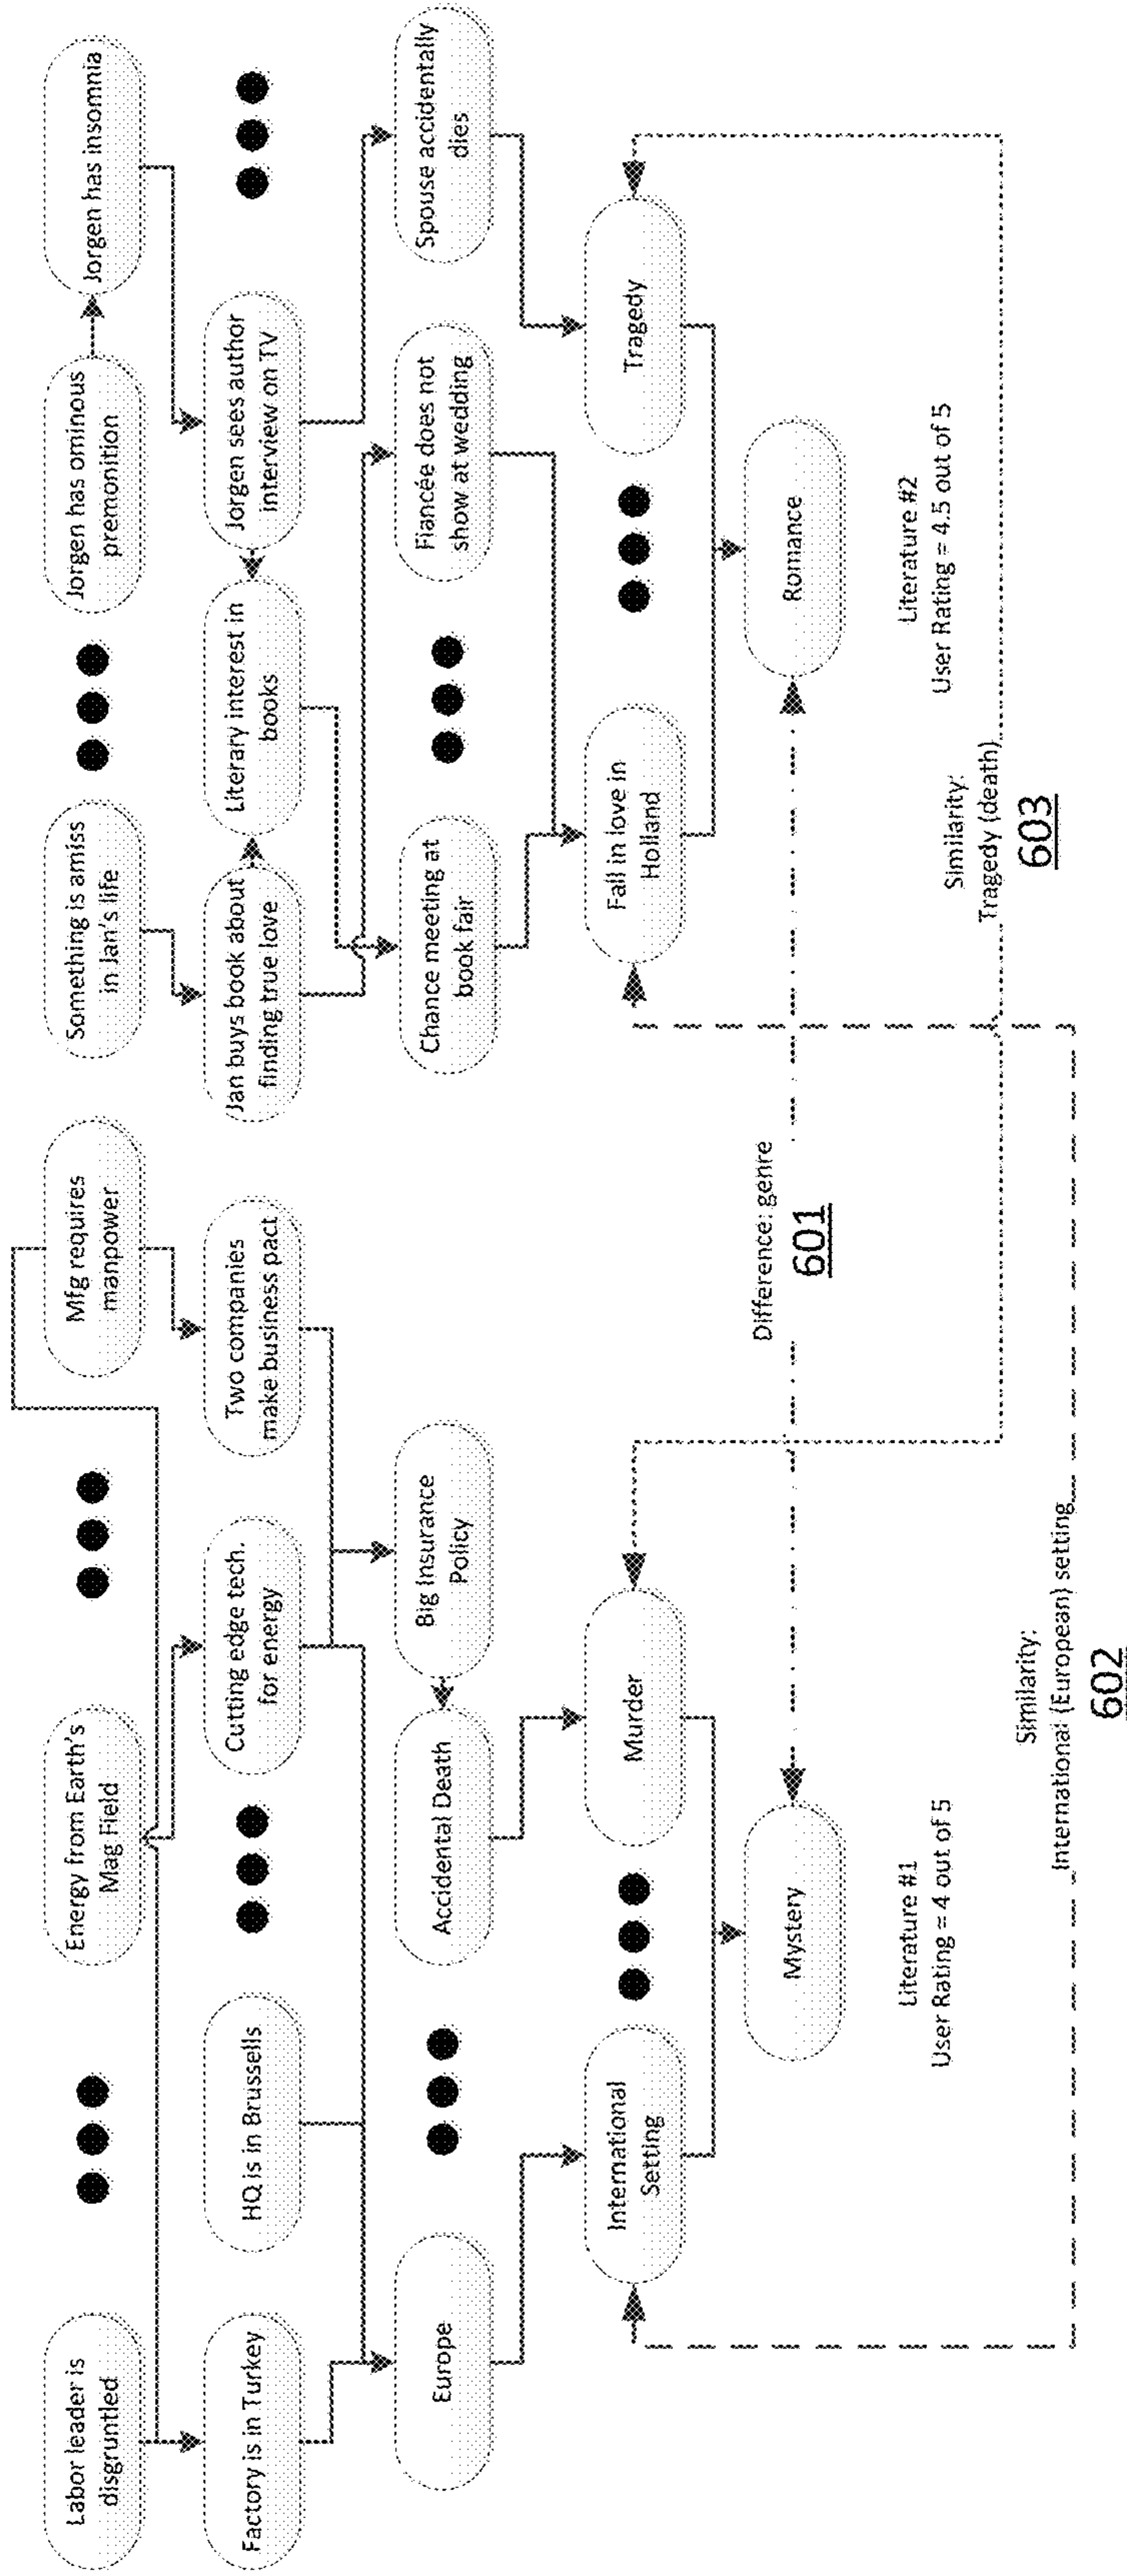 Labor leader is
disgruntled
Energy from Earth's
Mag Field
Mfg requires
manpower
Something is amiss
in Jan's life
Jorgen has ominous
premonition
Jorgen has insomnia
Factory is in Turkey
HQ is in Brussells
Cutting edge tech.
for energy
Two companies
make business pact
Jan buys book about
finding true love
Literary interest in
books
Jorgen sees author
interview on TV
Europe
Accidental Death
Big Insurance
Policy
Chance meeting at
book fair
Fiancée does not
show at wedding
Spouse accidentally
dies
International
Setting
Murder
Fall in love in
Holland
Tragedy
Mystery
Difference: genre
601
Romance
Literature #1
User Rating = 4 out of 5
Literature #2
User Rating = 4.5 out of 5
Similarity:
Tragedy (death)
603
Similarity:
International (European) setting
602